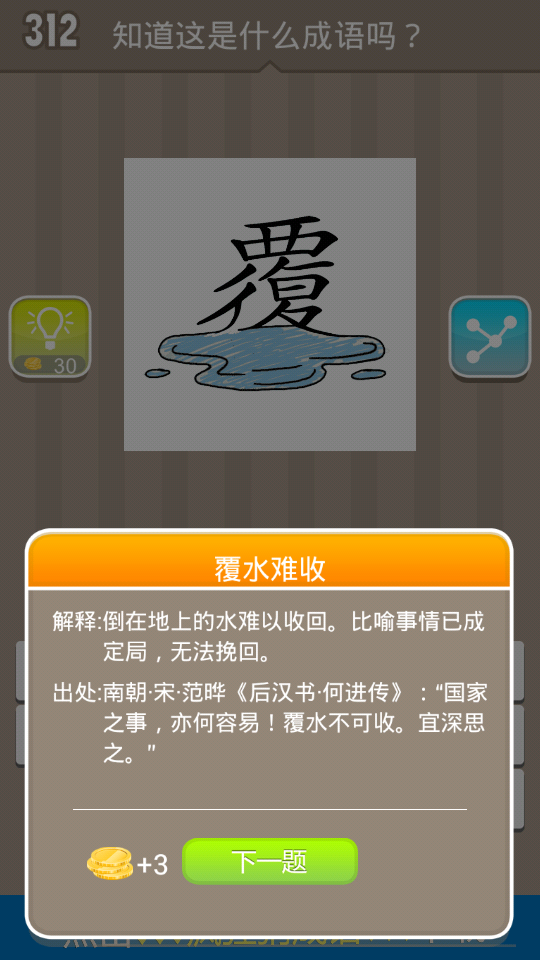 312 知道这是什么成语吗？
覆
30
覆水难收
解释:倒在地上的水难以收回。比喻事情已成
定局，无法挽回。
出处:南朝·宋·范晔《后汉书·何进传》：“国家
之事，亦何容易！覆水不可收。宜深思
之。”
+3 下一题